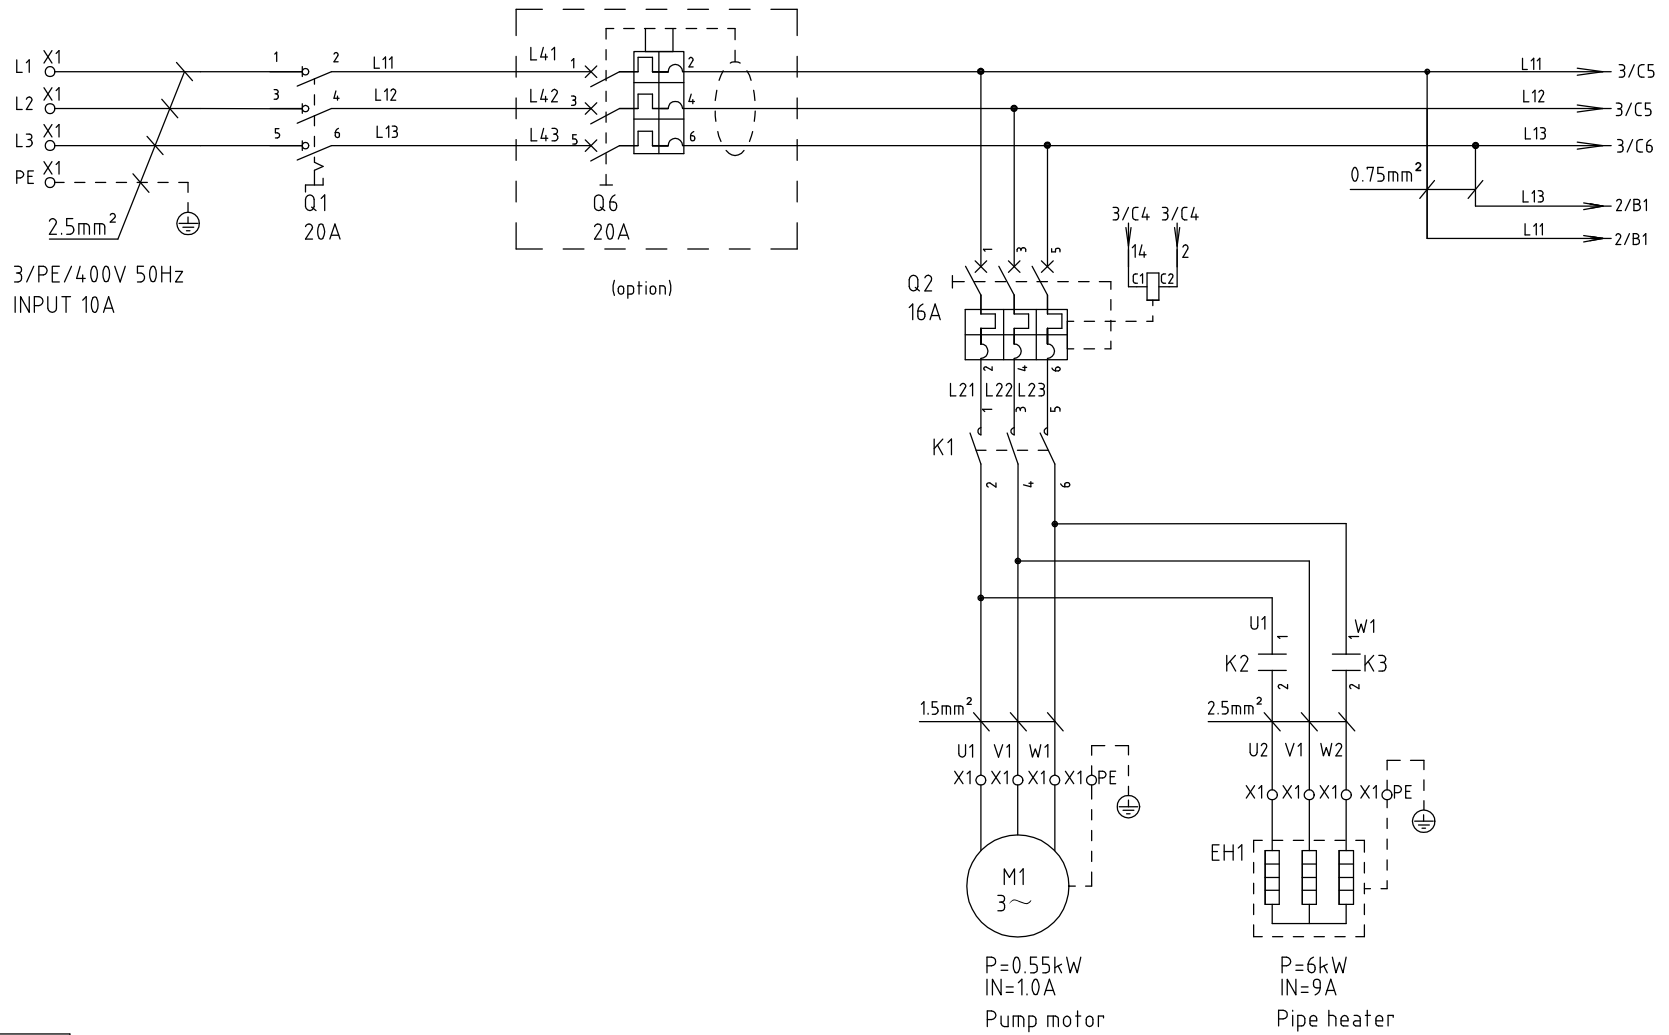 L1 X1 1 2 L11 L41 1 2 L11 3/C5
L2 X1 3 4 L12 L42 3 4 L12 3/C5
L3 X1 5 6 L13 L43 5 6 L13 3/C6
PE X1
2.5mm²
Q1
20A
Q6
20A
(option)
3/PE/400V 50Hz
INPUT 10A
0.75mm²
L13 2/B1
L11 2/B1
3/C4 3/C4
14 2
C1 C2
1 3 5
Q2
16A
2 4 6
L21 L22 L23
1 3 5
K1
2 4 6
U1 1 W1 1
K2 K3
2 2
1.5mm²
2.5mm²
U1 V1 W1
X1 X1 X1 X1 PE
U2 V1 W2
X1 X1 X1 X1 PE
M1
3~
EH1
P=0.55kW
IN=1.0A
Pump motor
P=6kW
IN=9A
Pipe heater